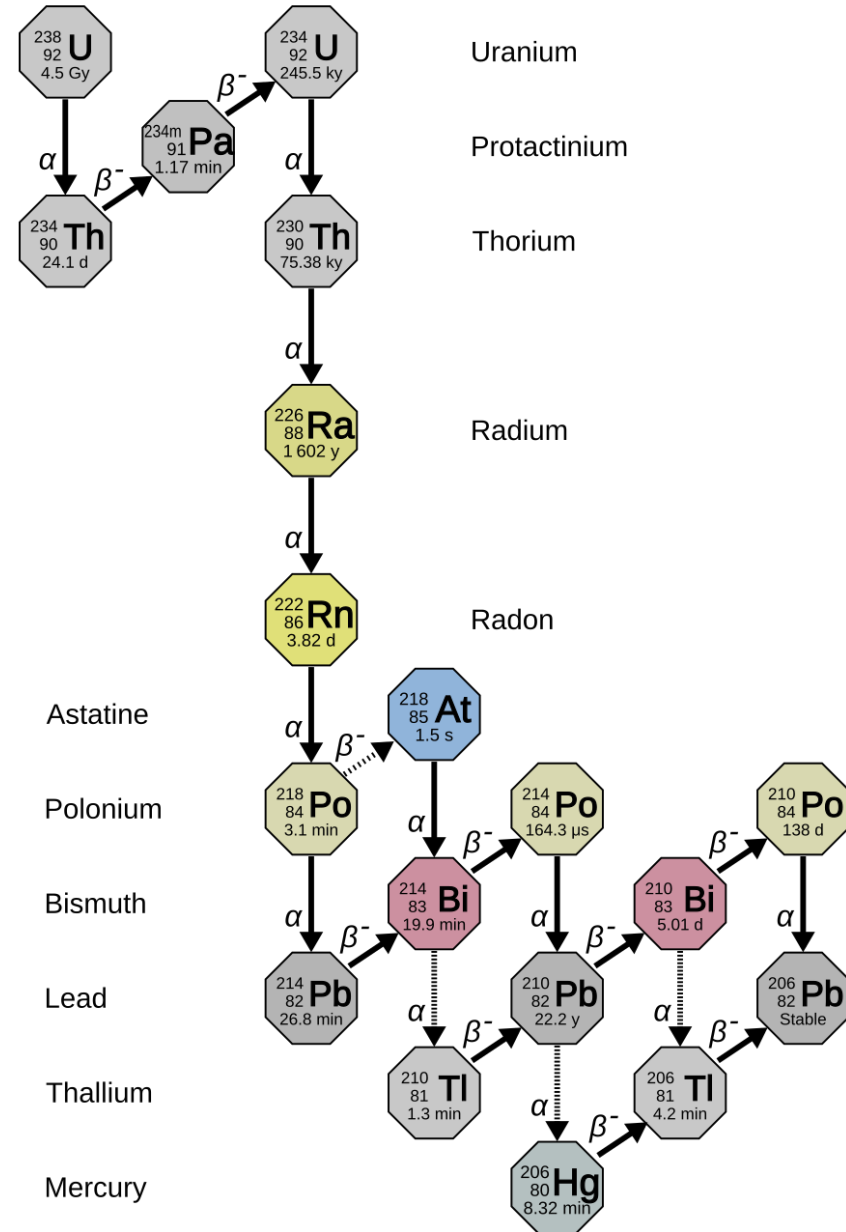 238
92 U
4.5 Gy
234
92 U
245.5 ky
Uranium
β-
234m
91 Pa
1.17 min
Protactinium
α
β-
α
234
90 Th
24.1 d
230
90 Th
75.38 ky
Thorium
α
226
88 Ra
1 602 y
Radium
α
222
86 Rn
3.82 d
Radon
Astatine
α
β-
218
85 At
1.5 s
Polonium
218
84 Po
3.1 min
α
β-
214
84 Po
164.3 µs
β-
210
84 Po
138 d
Bismuth
α
β-
214
83 Bi
19.9 min
α
β-
210
83 Bi
5.01 d
α
Lead
214
82 Pb
26.8 min
α
β-
210
82 Pb
22.2 y
α
β-
206
82 Pb
Stable
Thallium
210
81 Tl
1.3 min
α
β-
206
81 Tl
4.2 min
Mercury
206
80 Hg
8.32 min